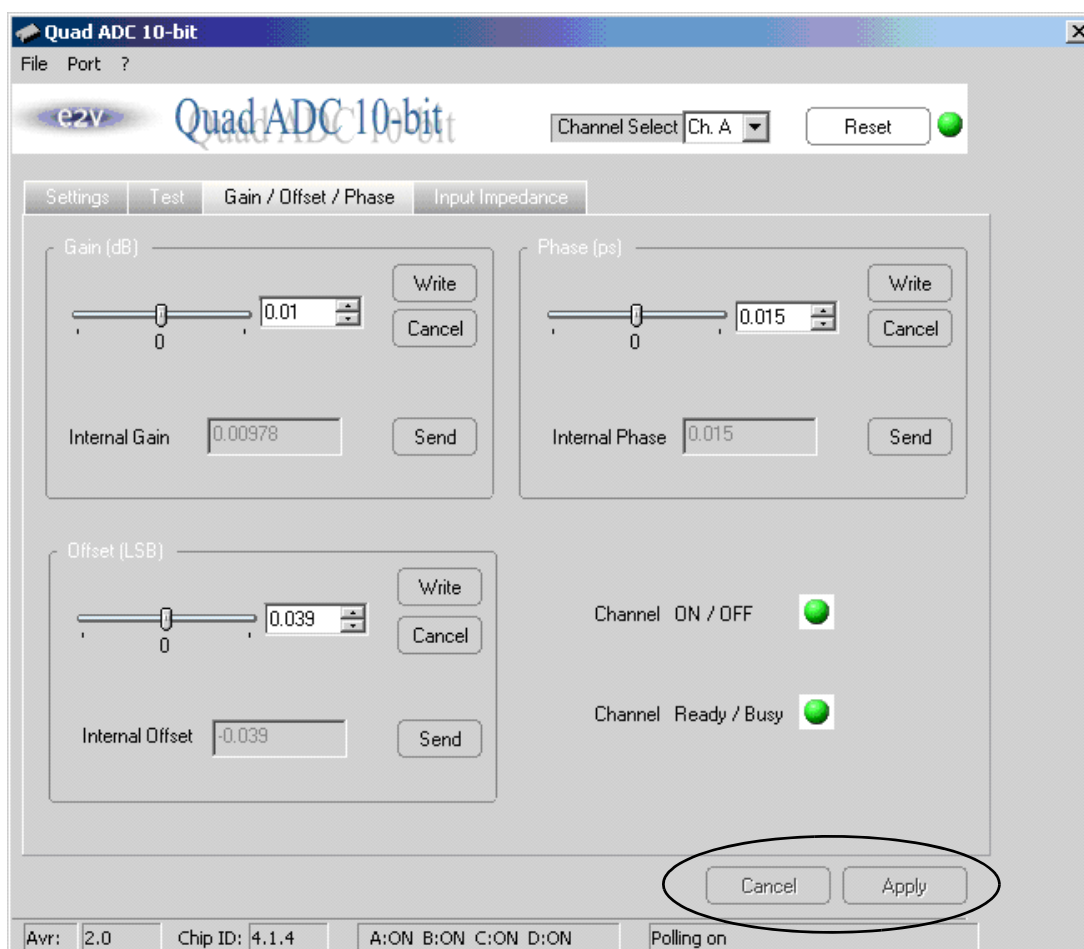 Quad ADC 10-bit
File Port ?
e2v Quad ADC 10-bit Channel Select Ch. A Reset
Settings Test Gain / Offset / Phase Input Impedance
Gain (dB)
0.01
0
Write
Cancel
Internal Gain 0.00978 Send
Phase (ps)
0.015
0
Write
Cancel
Internal Phase 0.015 Send
Offset (LSB)
0.039
0
Write
Cancel
Internal Offset -0.039 Send
Channel ON / OFF
Channel Ready / Busy
Cancel Apply
Avr: 2.0 Chip ID: 4.1.4 A:ON B:ON C:ON D:ON Polling on